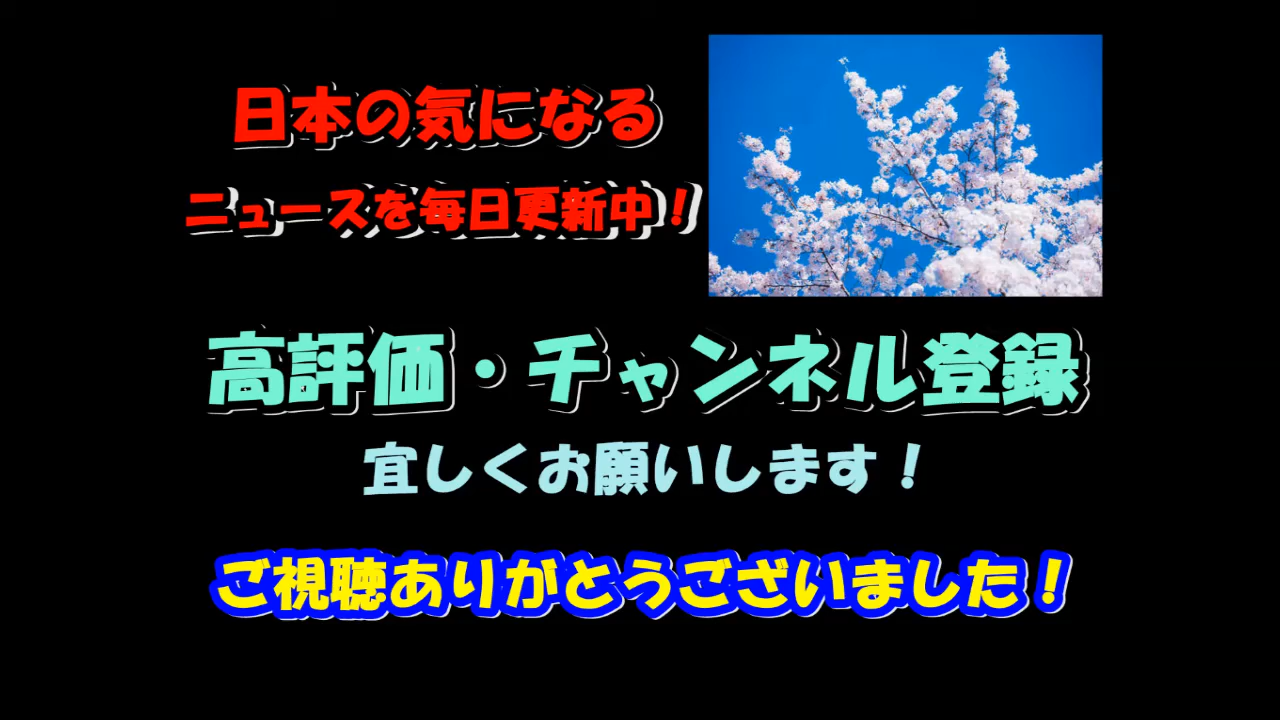 日本の気になる
ニュースを毎日更新中！
高評価・チャンネル登録
宜しくお願いします！
ご視聴ありがとうございました！